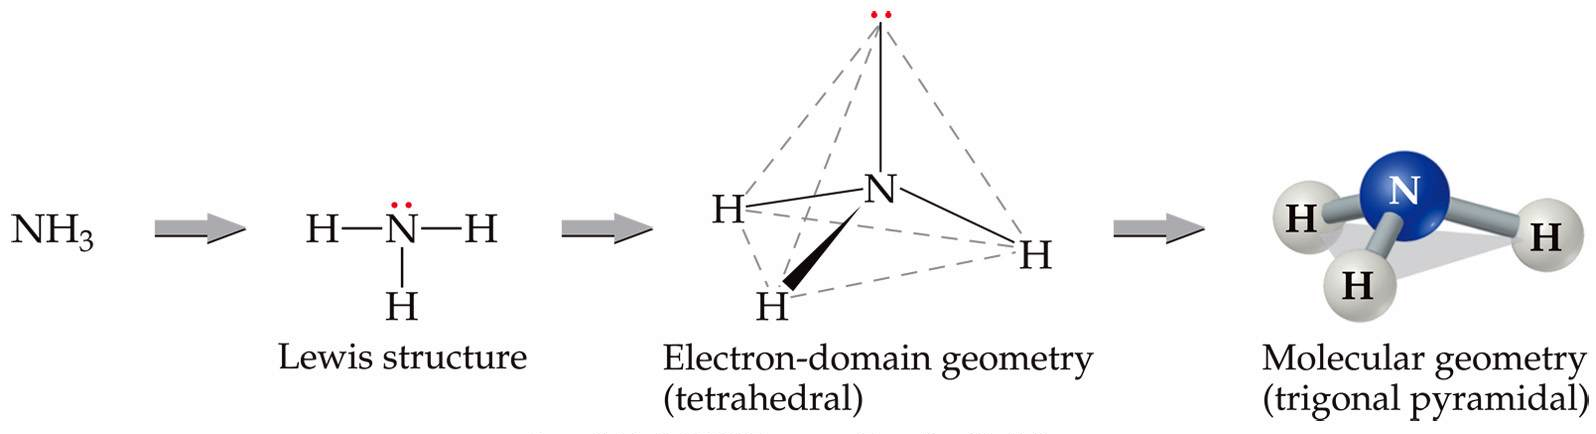 NH₃
H—N̈—H
H
Lewis structure
N
H
H
H
Electron-domain geometry
(tetrahedral)
N
H
H
H
Molecular geometry
(trigonal pyramidal)